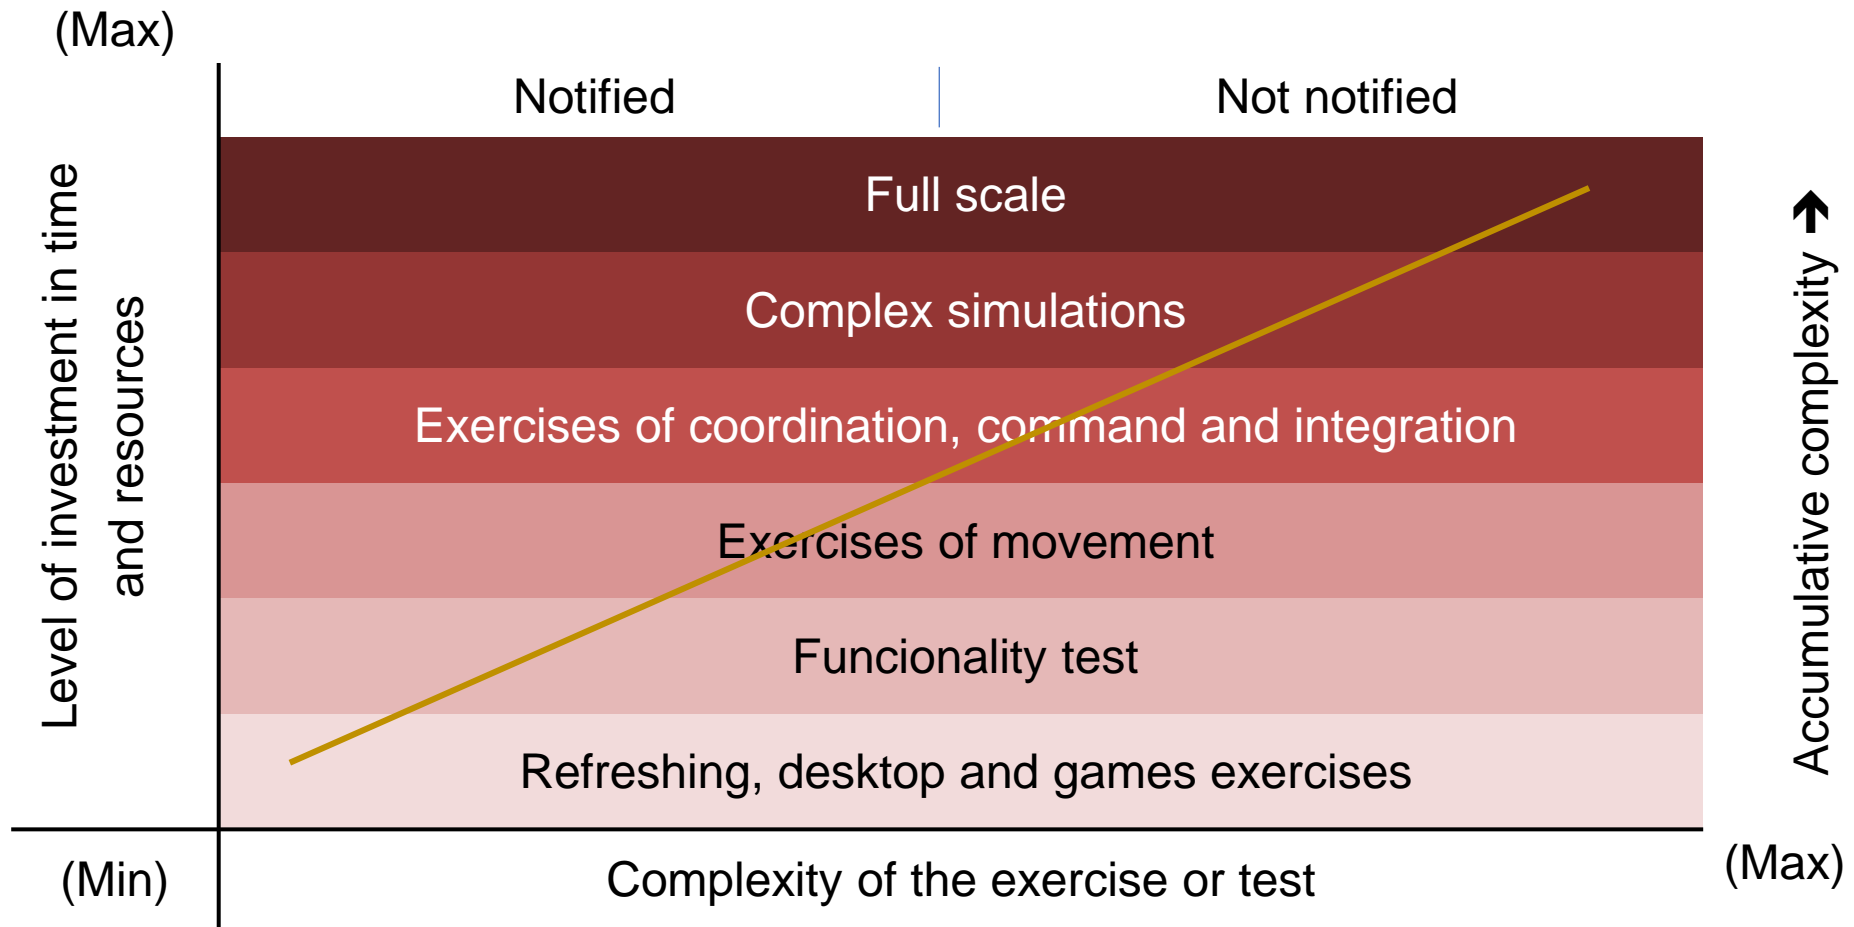 (Max)
Notified
Not notified
Level of investment in time
and resources
Full scale
Complex simulations
Exercises of coordination, command and integration
Exercises of movement
Funcionality test
Refreshing, desktop and games exercises
Accumulative complexity ➔
(Min)
Complexity of the exercise or test
(Max)